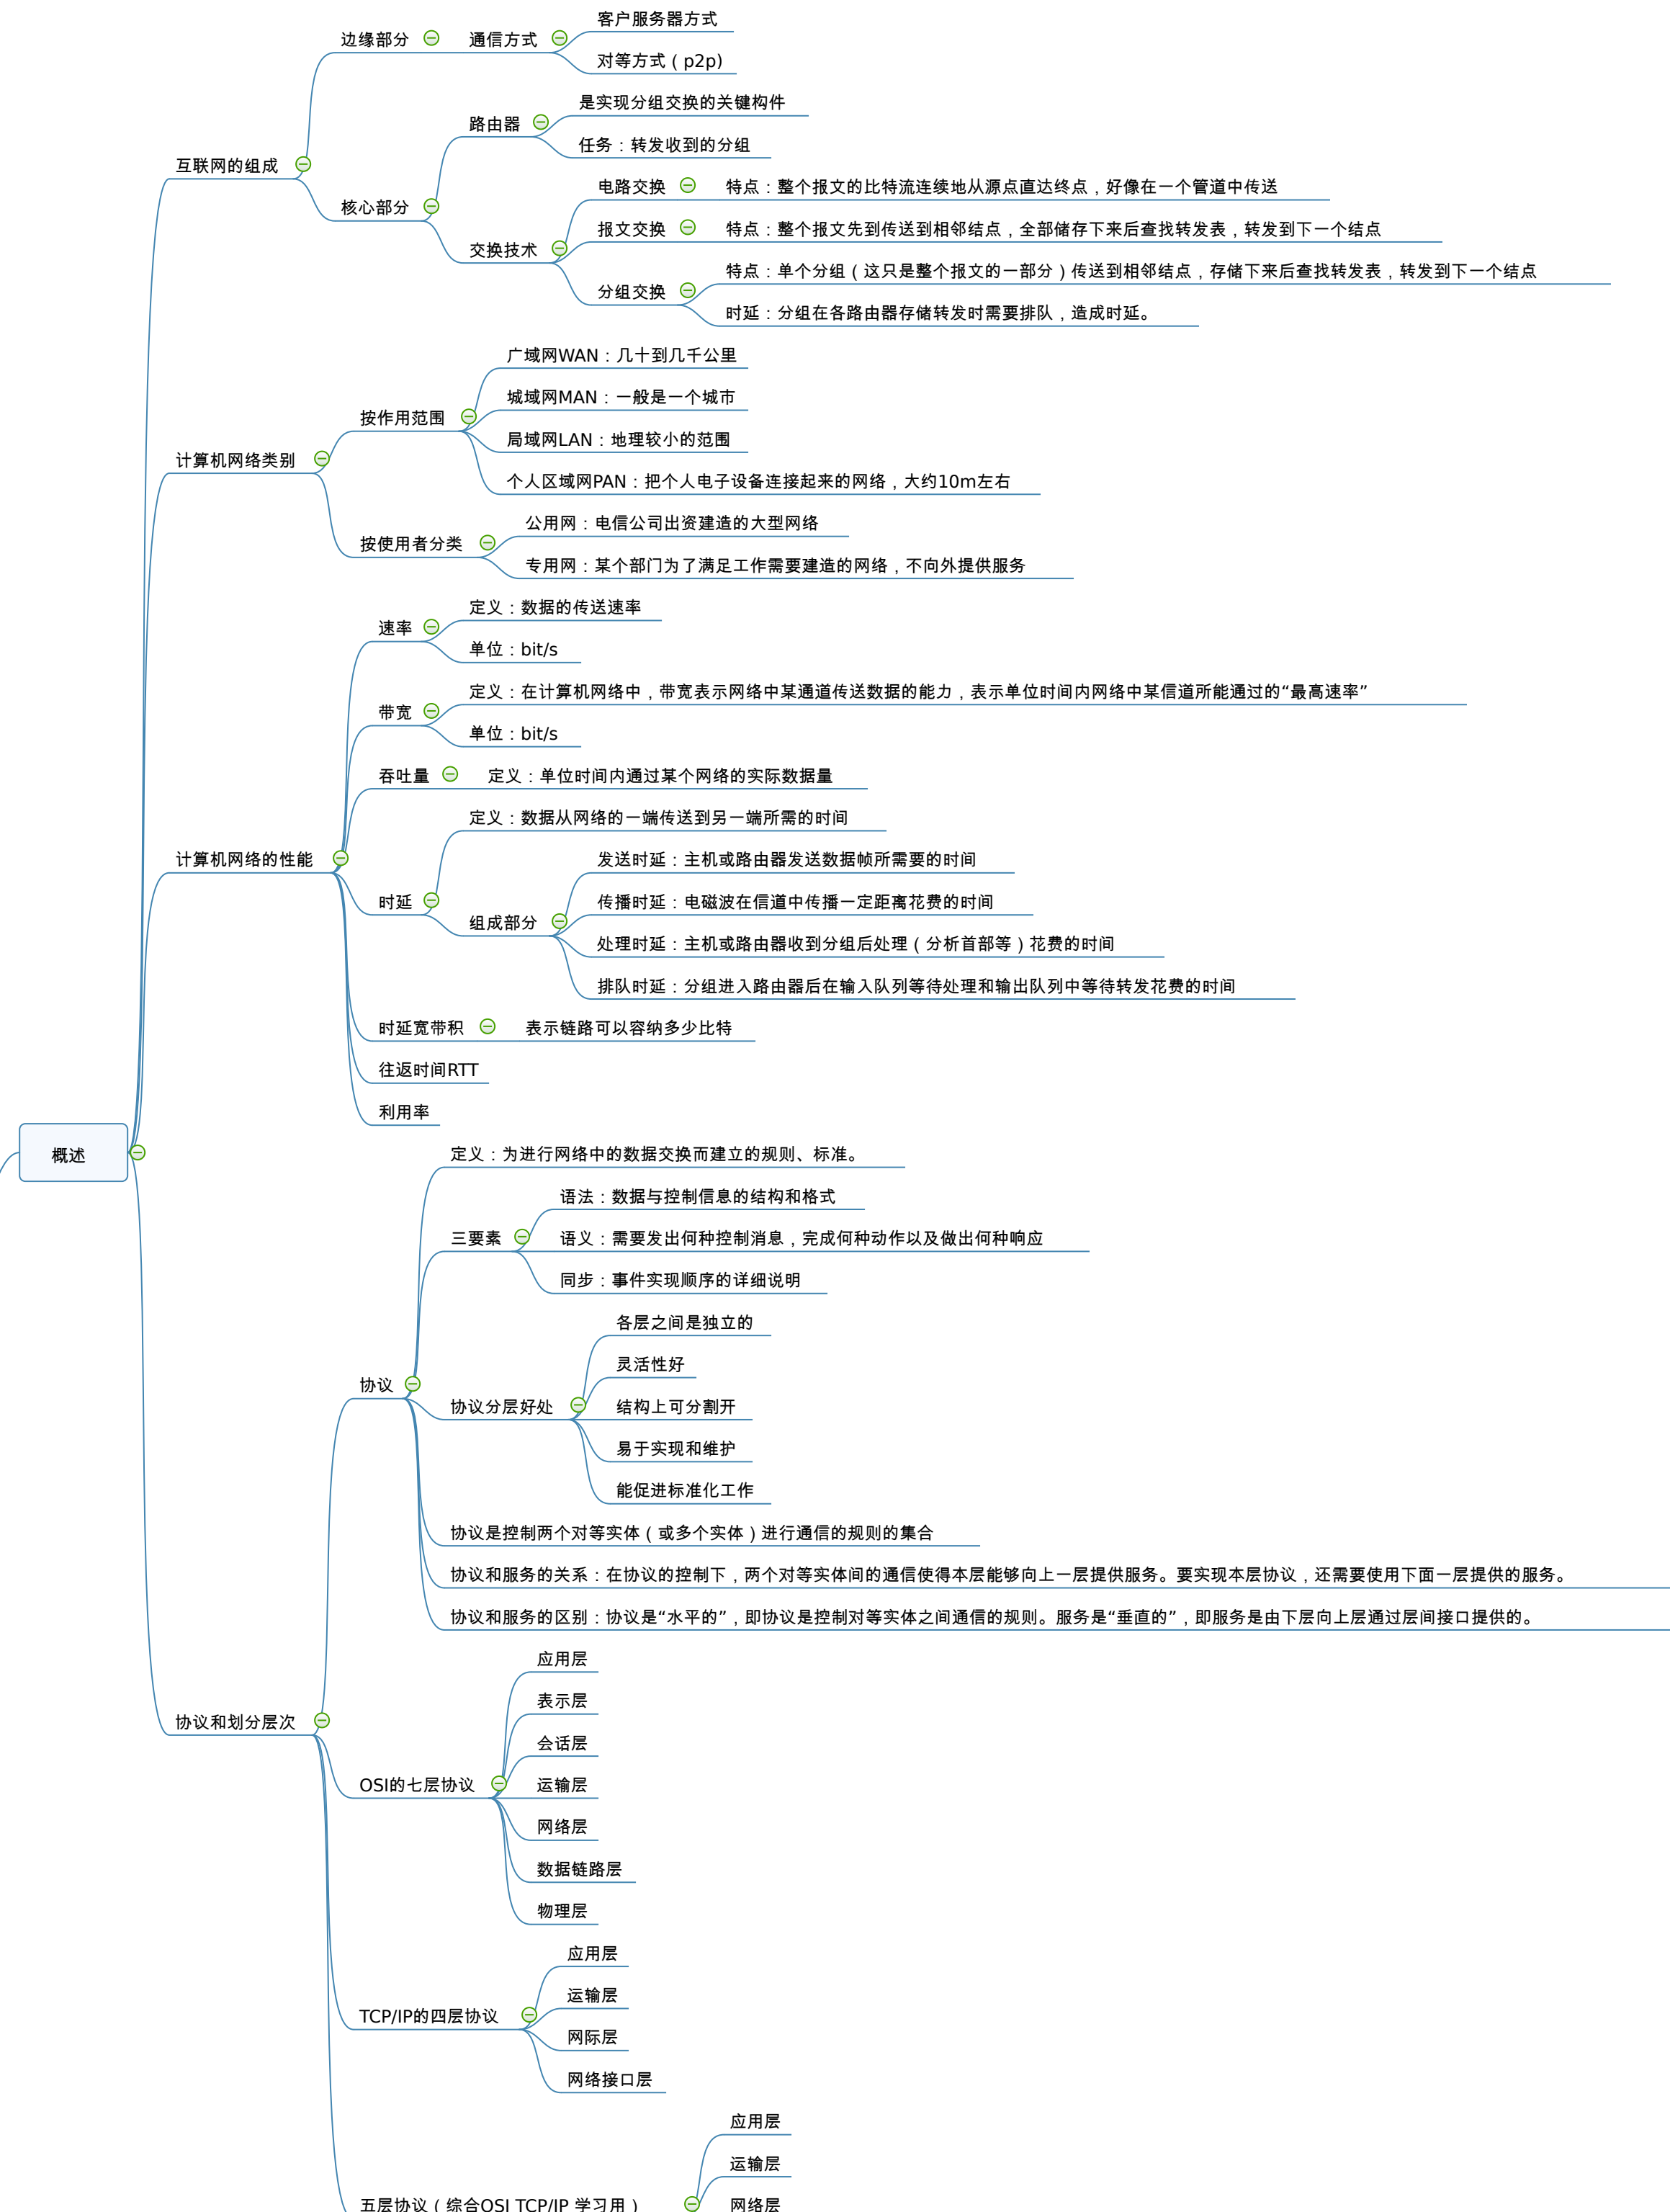 客户服务器方式
边缘部分
通信方式
对等方式（p2p)
是实现分组交换的关键构件
路由器
任务：转发收到的分组
互联网的组成
核心部分
电路交换
特点：整个报文的比特流连续地从源点直达终点，好像在一个管道中传送
报文交换
特点：整个报文先到传送到相邻结点，全部储存下来后查找转发表，转发到下一个结点
交换技术
特点：单个分组（这只是整个报文的一部分）传送到相邻结点，存储下来后查找转发表，转发到下一个结点
分组交换
时延：分组在各路由器存储转发时需要排队，造成时延。
广域网WAN：几十到几千公里
城域网MAN：一般是一个城市
按作用范围
局域网LAN：地理较小的范围
计算机网络类别
个人区域网PAN：把个人电子设备连接起来的网络，大约10m左右
公用网：电信公司出资建造的大型网络
按使用者分类
专用网：某个部门为了满足工作需要建造的网络，不向外提供服务
定义：数据的传送速率
速率
单位：bit/s
定义：在计算机网络中，带宽表示网络中某通道传送数据的能力，表示单位时间内网络中某信道所能通过的“最高速率”
带宽
单位：bit/s
吞吐量
定义：单位时间内通过某个网络的实际数据量
定义：数据从网络的一端传送到另一端所需的时间
计算机网络的性能
发送时延：主机或路由器发送数据帧所需要的时间
时延
传播时延：电磁波在信道中传播一定距离花费的时间
组成部分
处理时延：主机或路由器收到分组后处理（分析首部等）花费的时间
排队时延：分组进入路由器后在输入队列等待处理和输出队列中等待转发花费的时间
时延宽带积
表示链路可以容纳多少比特
往返时间RTT
利用率
概述
定义：为进行网络中的数据交换而建立的规则、标准。
语法：数据与控制信息的结构和格式
三要素
语义：需要发出何种控制消息，完成何种动作以及做出何种响应
同步：事件实现顺序的详细说明
各层之间是独立的
灵活性好
协议
协议分层好处
结构上可分割开
易于实现和维护
能促进标准化工作
协议是控制两个对等实体（或多个实体）进行通信的规则的集合
协议和服务的关系：在协议的控制下，两个对等实体间的通信使得本层能够向上一层提供服务。要实现本层协议，还需要使用下面一层提供的服务。
协议和服务的区别：协议是“水平的”，即协议是控制对等实体之间通信的规则。服务是“垂直的”，即服务是由下层向上层通过层间接口提供的。
应用层
表示层
协议和划分层次
会话层
OSI的七层协议
运输层
网络层
数据链路层
物理层
应用层
运输层
TCP/IP的四层协议
网际层
网络接口层
应用层
运输层
五层协议（综合OSI TCP/IP 学习用）
网络层